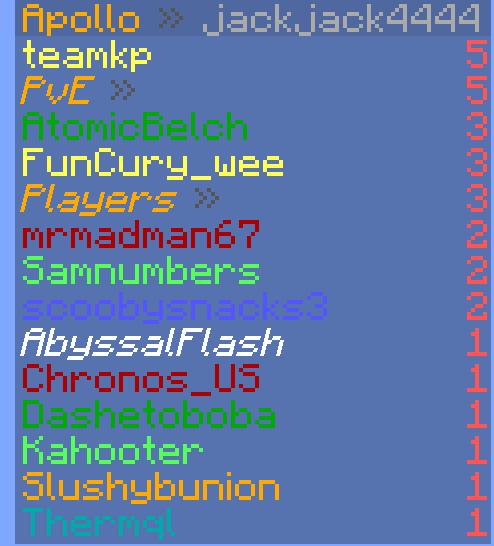 Apollo » jackjack4444
teamkp 5
PvE » 5
AtomicBelch 3
FunCury_wee 3
Players » 3
mrmadman67 2
Samnumbers 2
scoobysnacks3 2
AbyssalFlash 1
Chronos_US 1
Dashetoboba 1
Kahooter 1
Slushybunion 1
Thermql 1